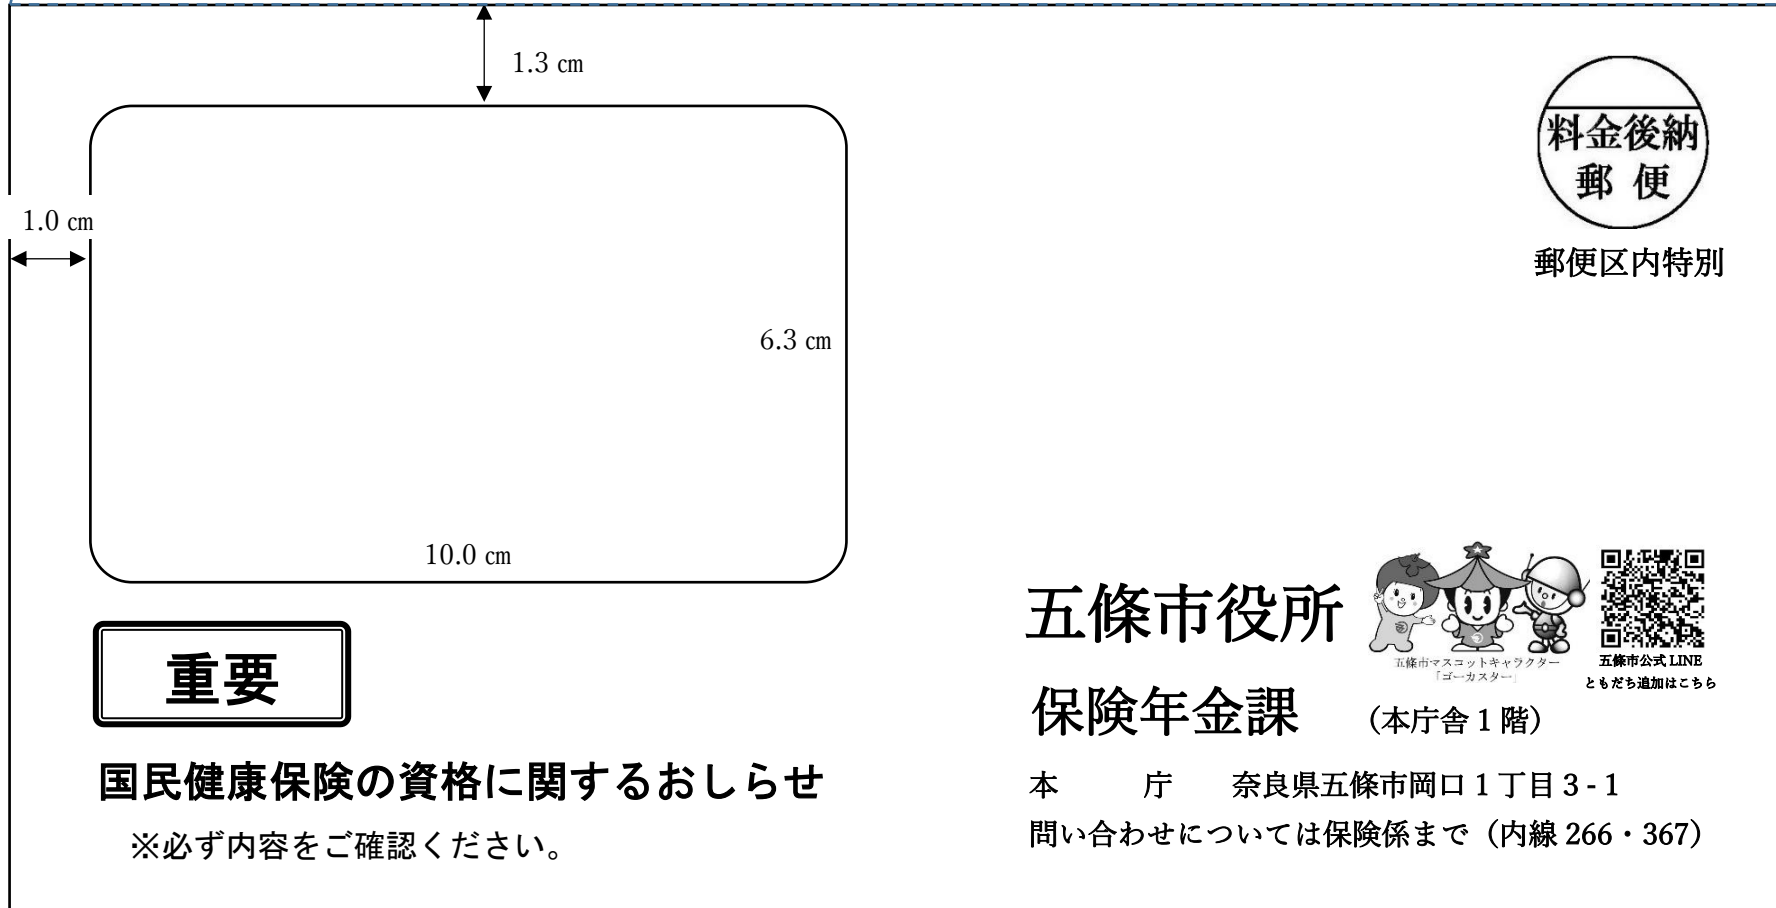 1.3 ㎝
料金後納
郵 便
郵便区内特別
1.0 ㎝
6.3 ㎝
10.0 ㎝
重要
国民健康保険の資格に関するおしらせ
※必ず内容をご確認ください。
五條市役所
五條市マスコットキャラクター
「ゴーカスター」
五條市公式 LINE
ともだち追加はこちら
保険年金課 （本庁舎 1 階）
本 庁 奈良県五條市岡口 1 丁目 3 - 1
問い合わせについては保険係まで（内線 266・367）